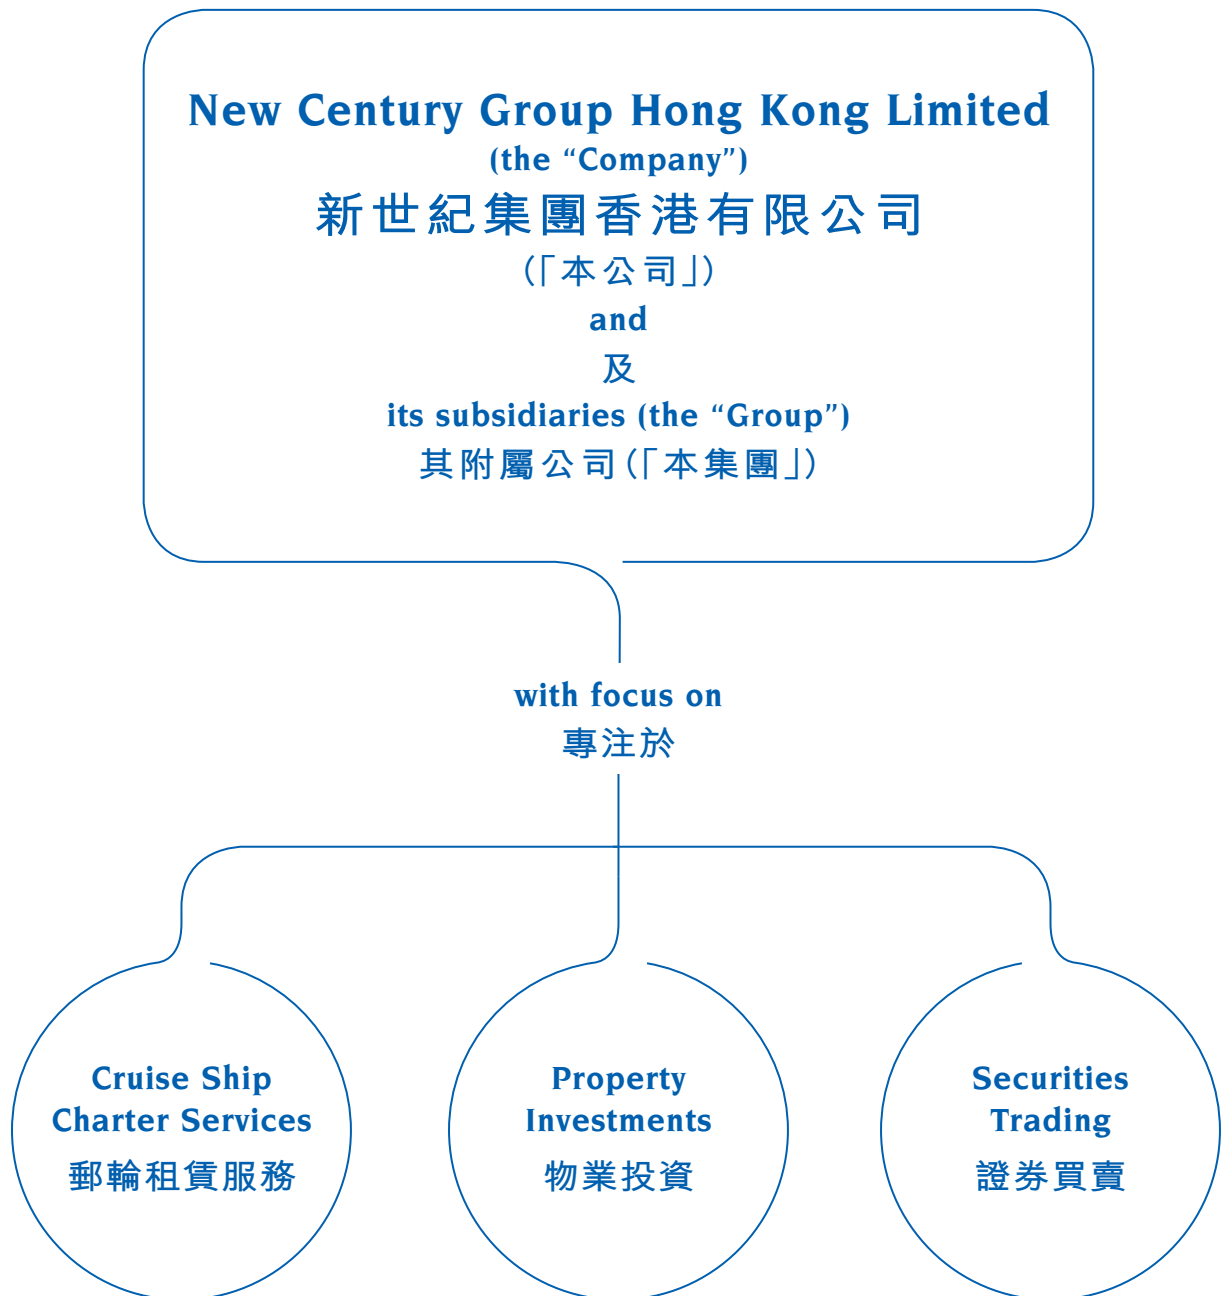 New Century Group Hong Kong Limited
(the “Company”)
新世紀集團香港有限公司
(「本公司」)
and
及
its subsidiaries (the “Group”)
其附屬公司(「本集團」)
with focus on
專注於
Cruise Ship
Charter Services
郵輪租賃服務
Property
Investments
物業投資
Securities
Trading
證券買賣